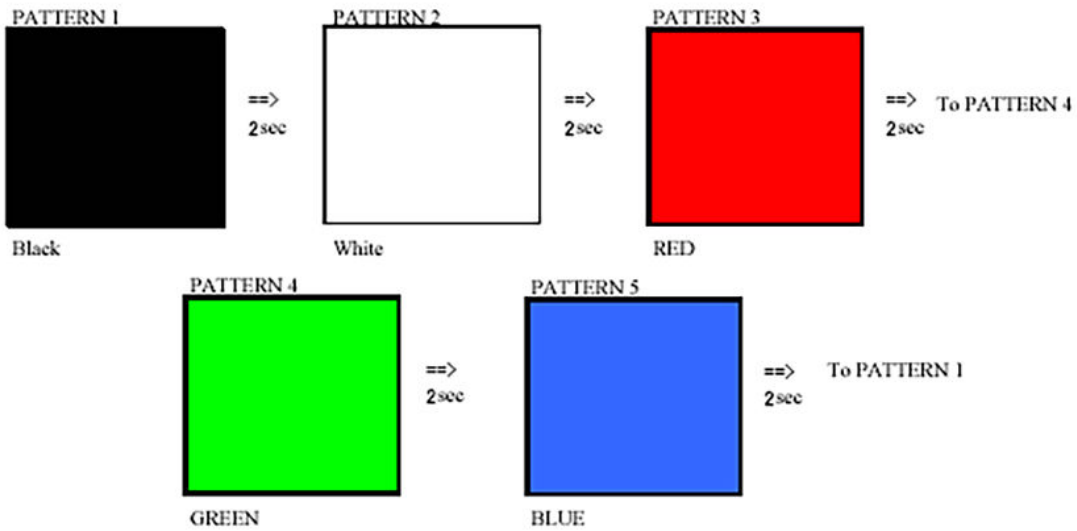 PATTERN 1
PATTERN 2
PATTERN 3
==>
2sec
==>
2sec
==>
2sec
To PATTERN 4
Black
White
RED
PATTERN 4
PATTERN 5
==>
2sec
==>
2sec
To PATTERN 1
GREEN
BLUE